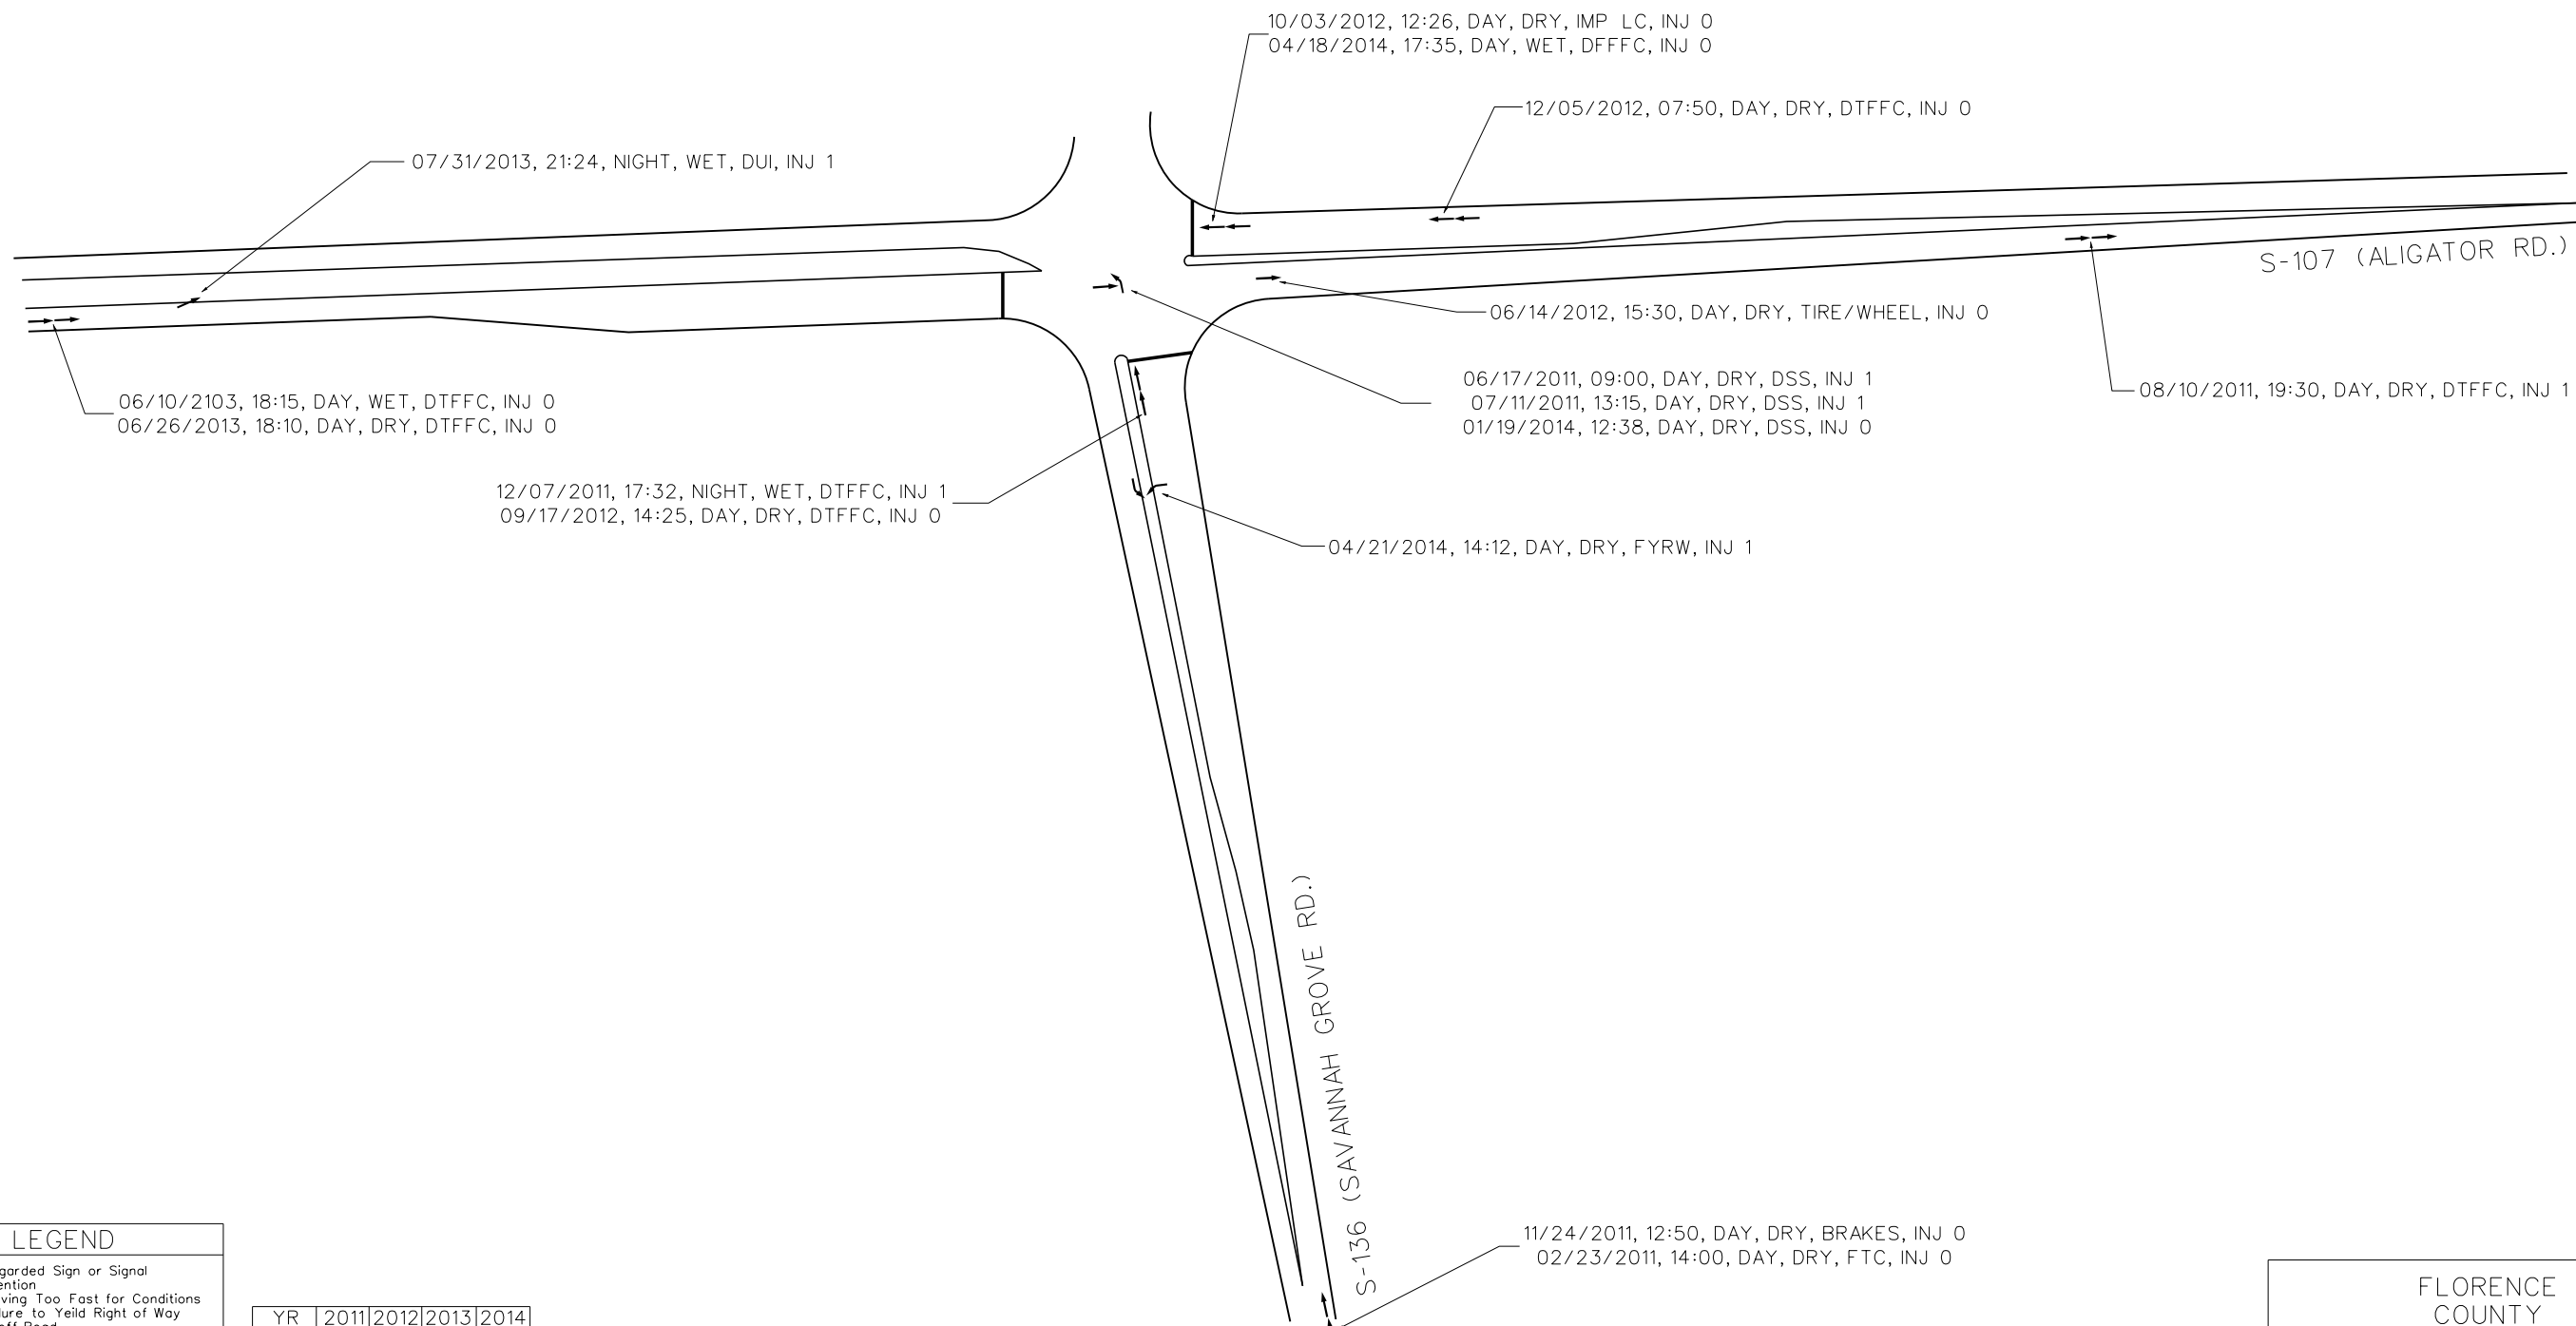 10/03/2012, 12:26, DAY, DRY, IMP LC, INJ 0
04/18/2014, 17:35, DAY, WET, DFFFC, INJ 0
12/05/2012, 07:50, DAY, DRY, DTFFC, INJ 0
07/31/2013, 21:24, NIGHT, WET, DUI, INJ 1
S-107 (ALIGATOR RD.)
06/14/2012, 15:30, DAY, DRY, TIRE/WHEEL, INJ 0
06/17/2011, 09:00, DAY, DRY, DSS, INJ 1
07/11/2011, 13:15, DAY, DRY, DSS, INJ 1
01/19/2014, 12:38, DAY, DRY, DSS, INJ 0
08/10/2011, 19:30, DAY, DRY, DTFFC, INJ 1
06/10/2103, 18:15, DAY, WET, DTFFC, INJ 0
06/26/2013, 18:10, DAY, DRY, DTFFC, INJ 0
12/07/2011, 17:32, NIGHT, WET, DTFFC, INJ 1
09/17/2012, 14:25, DAY, DRY, DTFFC, INJ 0
04/21/2014, 14:12, DAY, DRY, FYRW, INJ 1
S-136 (SAVANNAH GROVE RD.)
11/24/2011, 12:50, DAY, DRY, BRAKES, INJ 0
02/23/2011, 14:00, DAY, DRY, FTC, INJ 0
LEGEND
garded Sign or Signal
ention
ving Too Fast for Conditions
lure to Yeild Right of Way
YR 2011 2012 2013 2014
FLORENCE
COUNTY